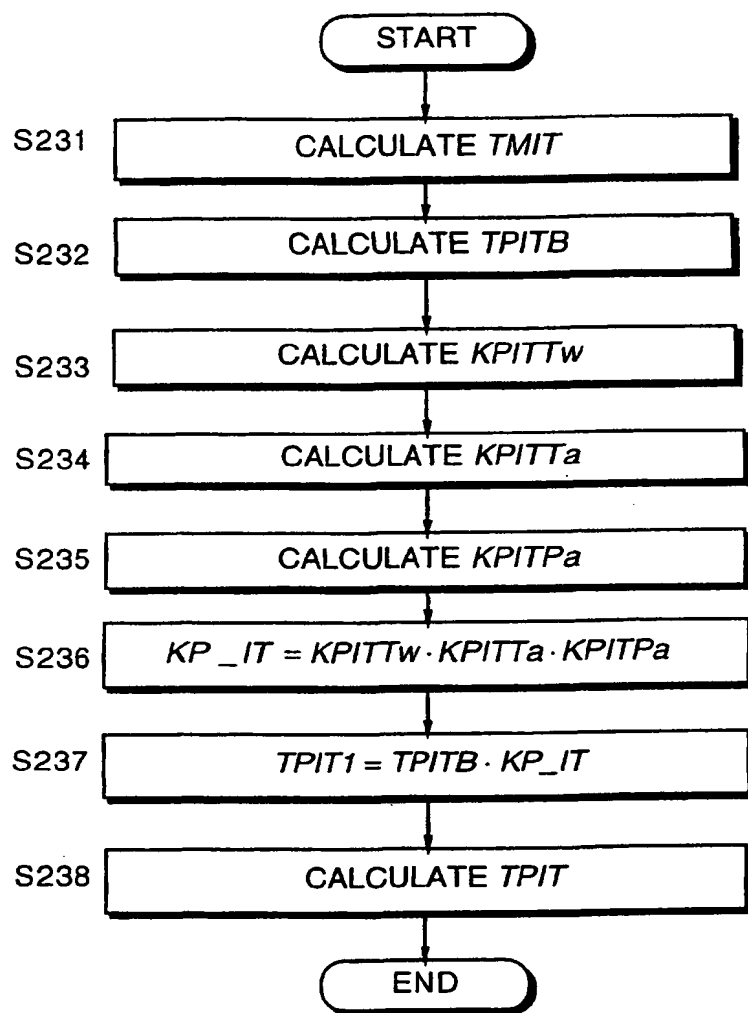 START
S231 CALCULATE TMIT
S232 CALCULATE TPITB
S233 CALCULATE KPITTw
S234 CALCULATE KPITTa
S235 CALCULATE KPITPa
S236 KP _ IT = KPITTw · KPITTa · KPITPa
S237 TPIT1 = TPITB · KP_IT
S238 CALCULATE TPIT
END